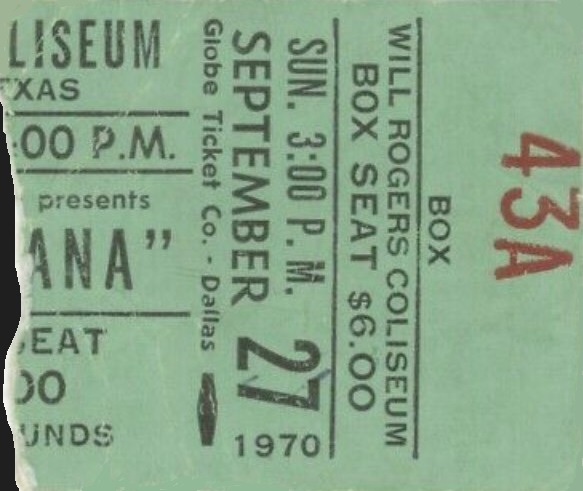 LISEUM
EXAS
:00 P.M.
presents
ANA”
SEAT
00
UNDS
Globe Ticket Co. - Dallas
SEPTEMBER 27
SUN. 3:00 P. M.
1970
BOX SEAT $6.00
WILL ROGERS COLISEUM
BOX
43A